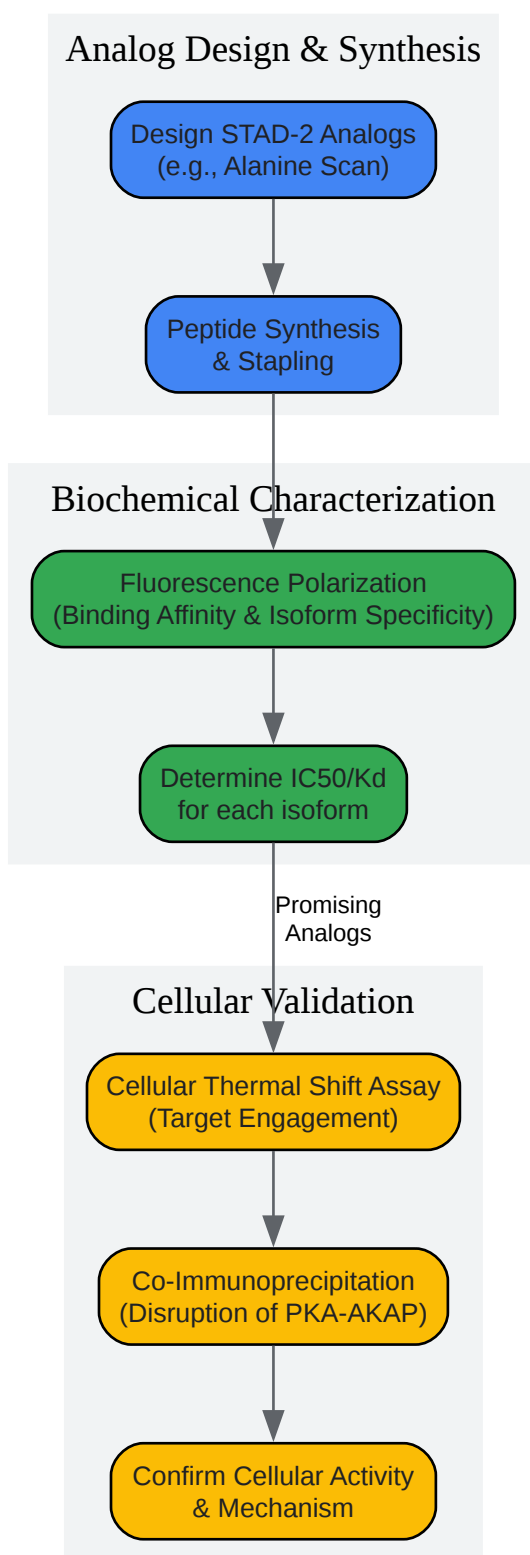 Analog Design & Synthesis
Design STAD-2 Analogs
(e.g., Alanine Scan)
Peptide Synthesis
& Stapling
Biochemical Characterization
Fluorescence Polarization
(Binding Affinity & Isoform Specificity)
Determine IC50/Kd
for each isoform
Promising
Analogs
Cellular Validation
Cellular Thermal Shift Assay
(Target Engagement)
Co-Immunoprecipitation
(Disruption of PKA-AKAP)
Confirm Cellular Activity
& Mechanism